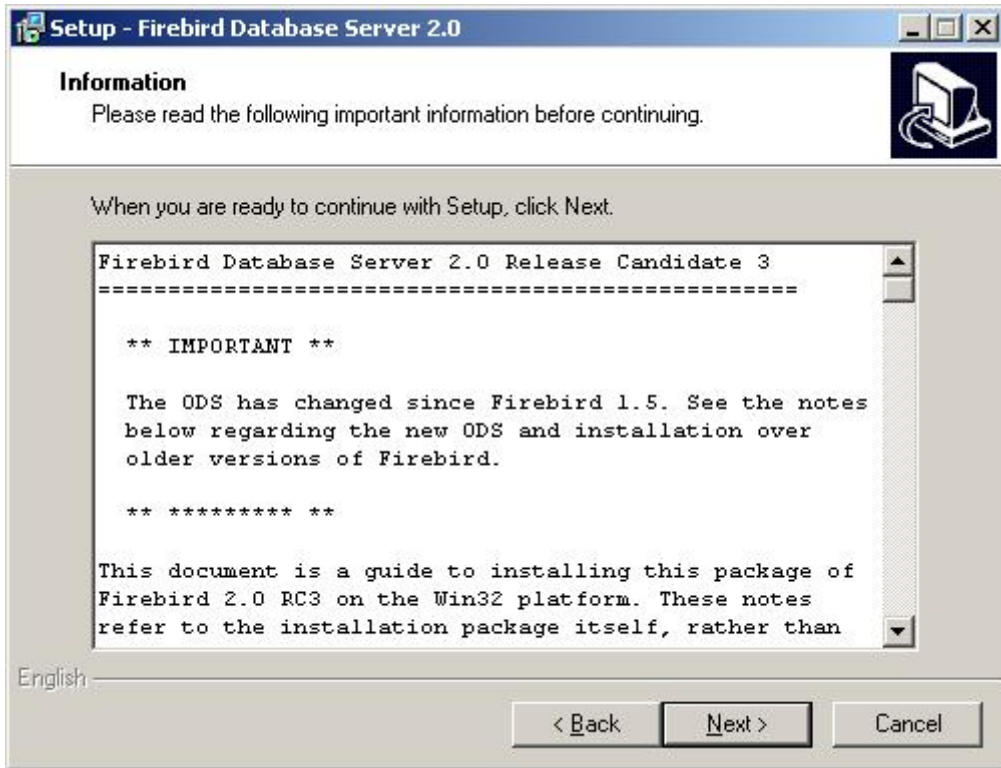 Setup - Firebird Database Server 2.0
Information
Please read the following important information before continuing.
When you are ready to continue with Setup, click Next.
Firebird Database Server 2.0 Release Candidate 3
==================================================
** IMPORTANT **
The ODS has changed since Firebird 1.5. See the notes
below regarding the new ODS and installation over
older versions of Firebird.
** ********* **
This document is a guide to installing this package of
Firebird 2.0 RC3 on the Win32 platform. These notes
refer to the installation package itself, rather than
English
< Back
Next >
Cancel